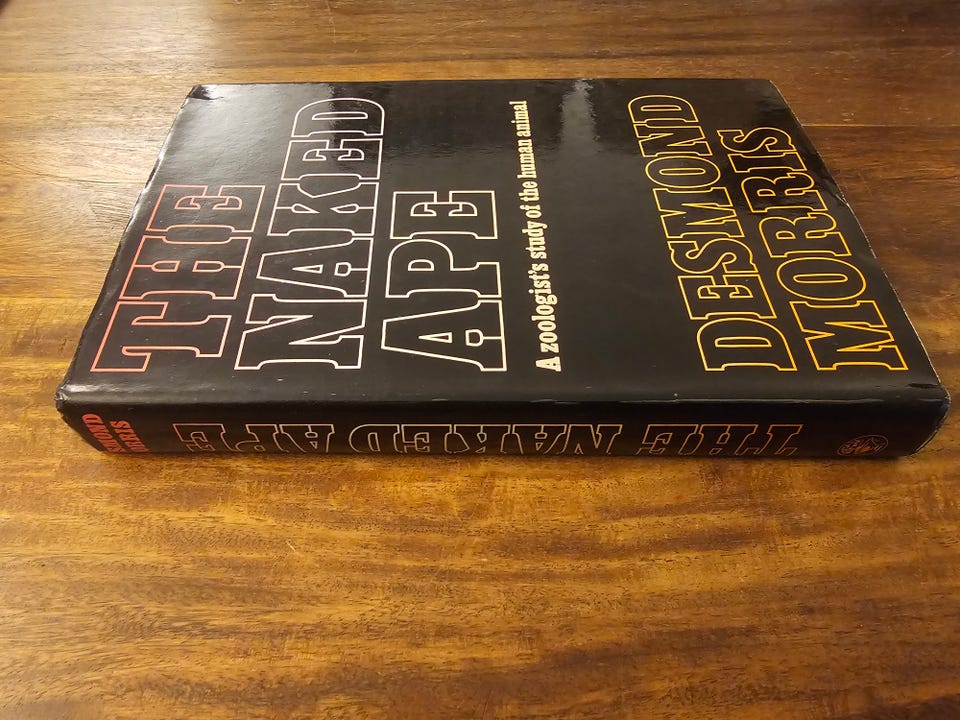 THE
NAKED
APE
A zoologist's study of the human animal
DESMOND
MORRIS
DESMOND
MORRIS
THE NAKED APE